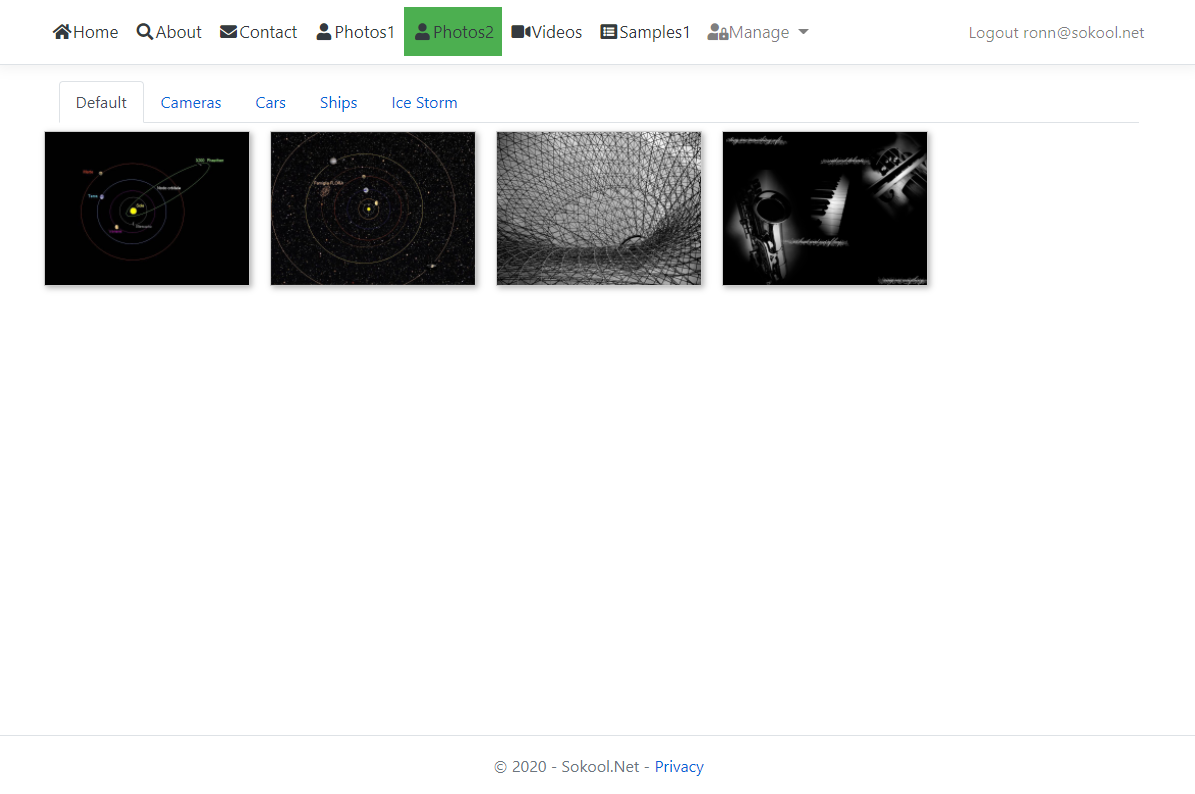 Home About Contact Photos1 Photos2 Videos Samples1 Manage Logout ronn@sokool.net
Default Cameras Cars Ships Ice Storm
© 2020 - Sokool.Net - Privacy